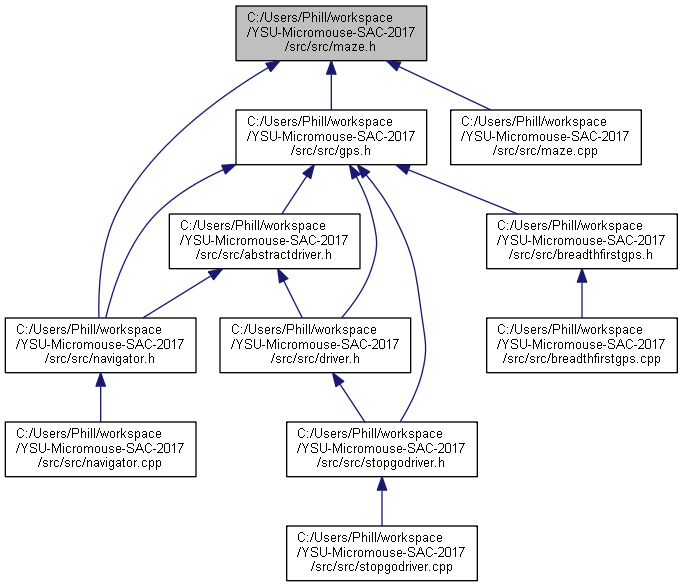 C:/Users/Phill/workspace
/YSU-Micromouse-SAC-2017
/src/src/maze.h
C:/Users/Phill/workspace
/YSU-Micromouse-SAC-2017
/src/src/gps.h
C:/Users/Phill/workspace
/YSU-Micromouse-SAC-2017
/src/src/maze.cpp
C:/Users/Phill/workspace
/YSU-Micromouse-SAC-2017
/src/src/abstractdriver.h
C:/Users/Phill/workspace
/YSU-Micromouse-SAC-2017
/src/src/breadthfirstgps.h
C:/Users/Phill/workspace
/YSU-Micromouse-SAC-2017
/src/src/navigator.h
C:/Users/Phill/workspace
/YSU-Micromouse-SAC-2017
/src/src/driver.h
C:/Users/Phill/workspace
/YSU-Micromouse-SAC-2017
/src/src/breadthfirstgps.cpp
C:/Users/Phill/workspace
/YSU-Micromouse-SAC-2017
/src/src/navigator.cpp
C:/Users/Phill/workspace
/YSU-Micromouse-SAC-2017
/src/src/stopgodriver.h
C:/Users/Phill/workspace
/YSU-Micromouse-SAC-2017
/src/src/stopgodriver.cpp